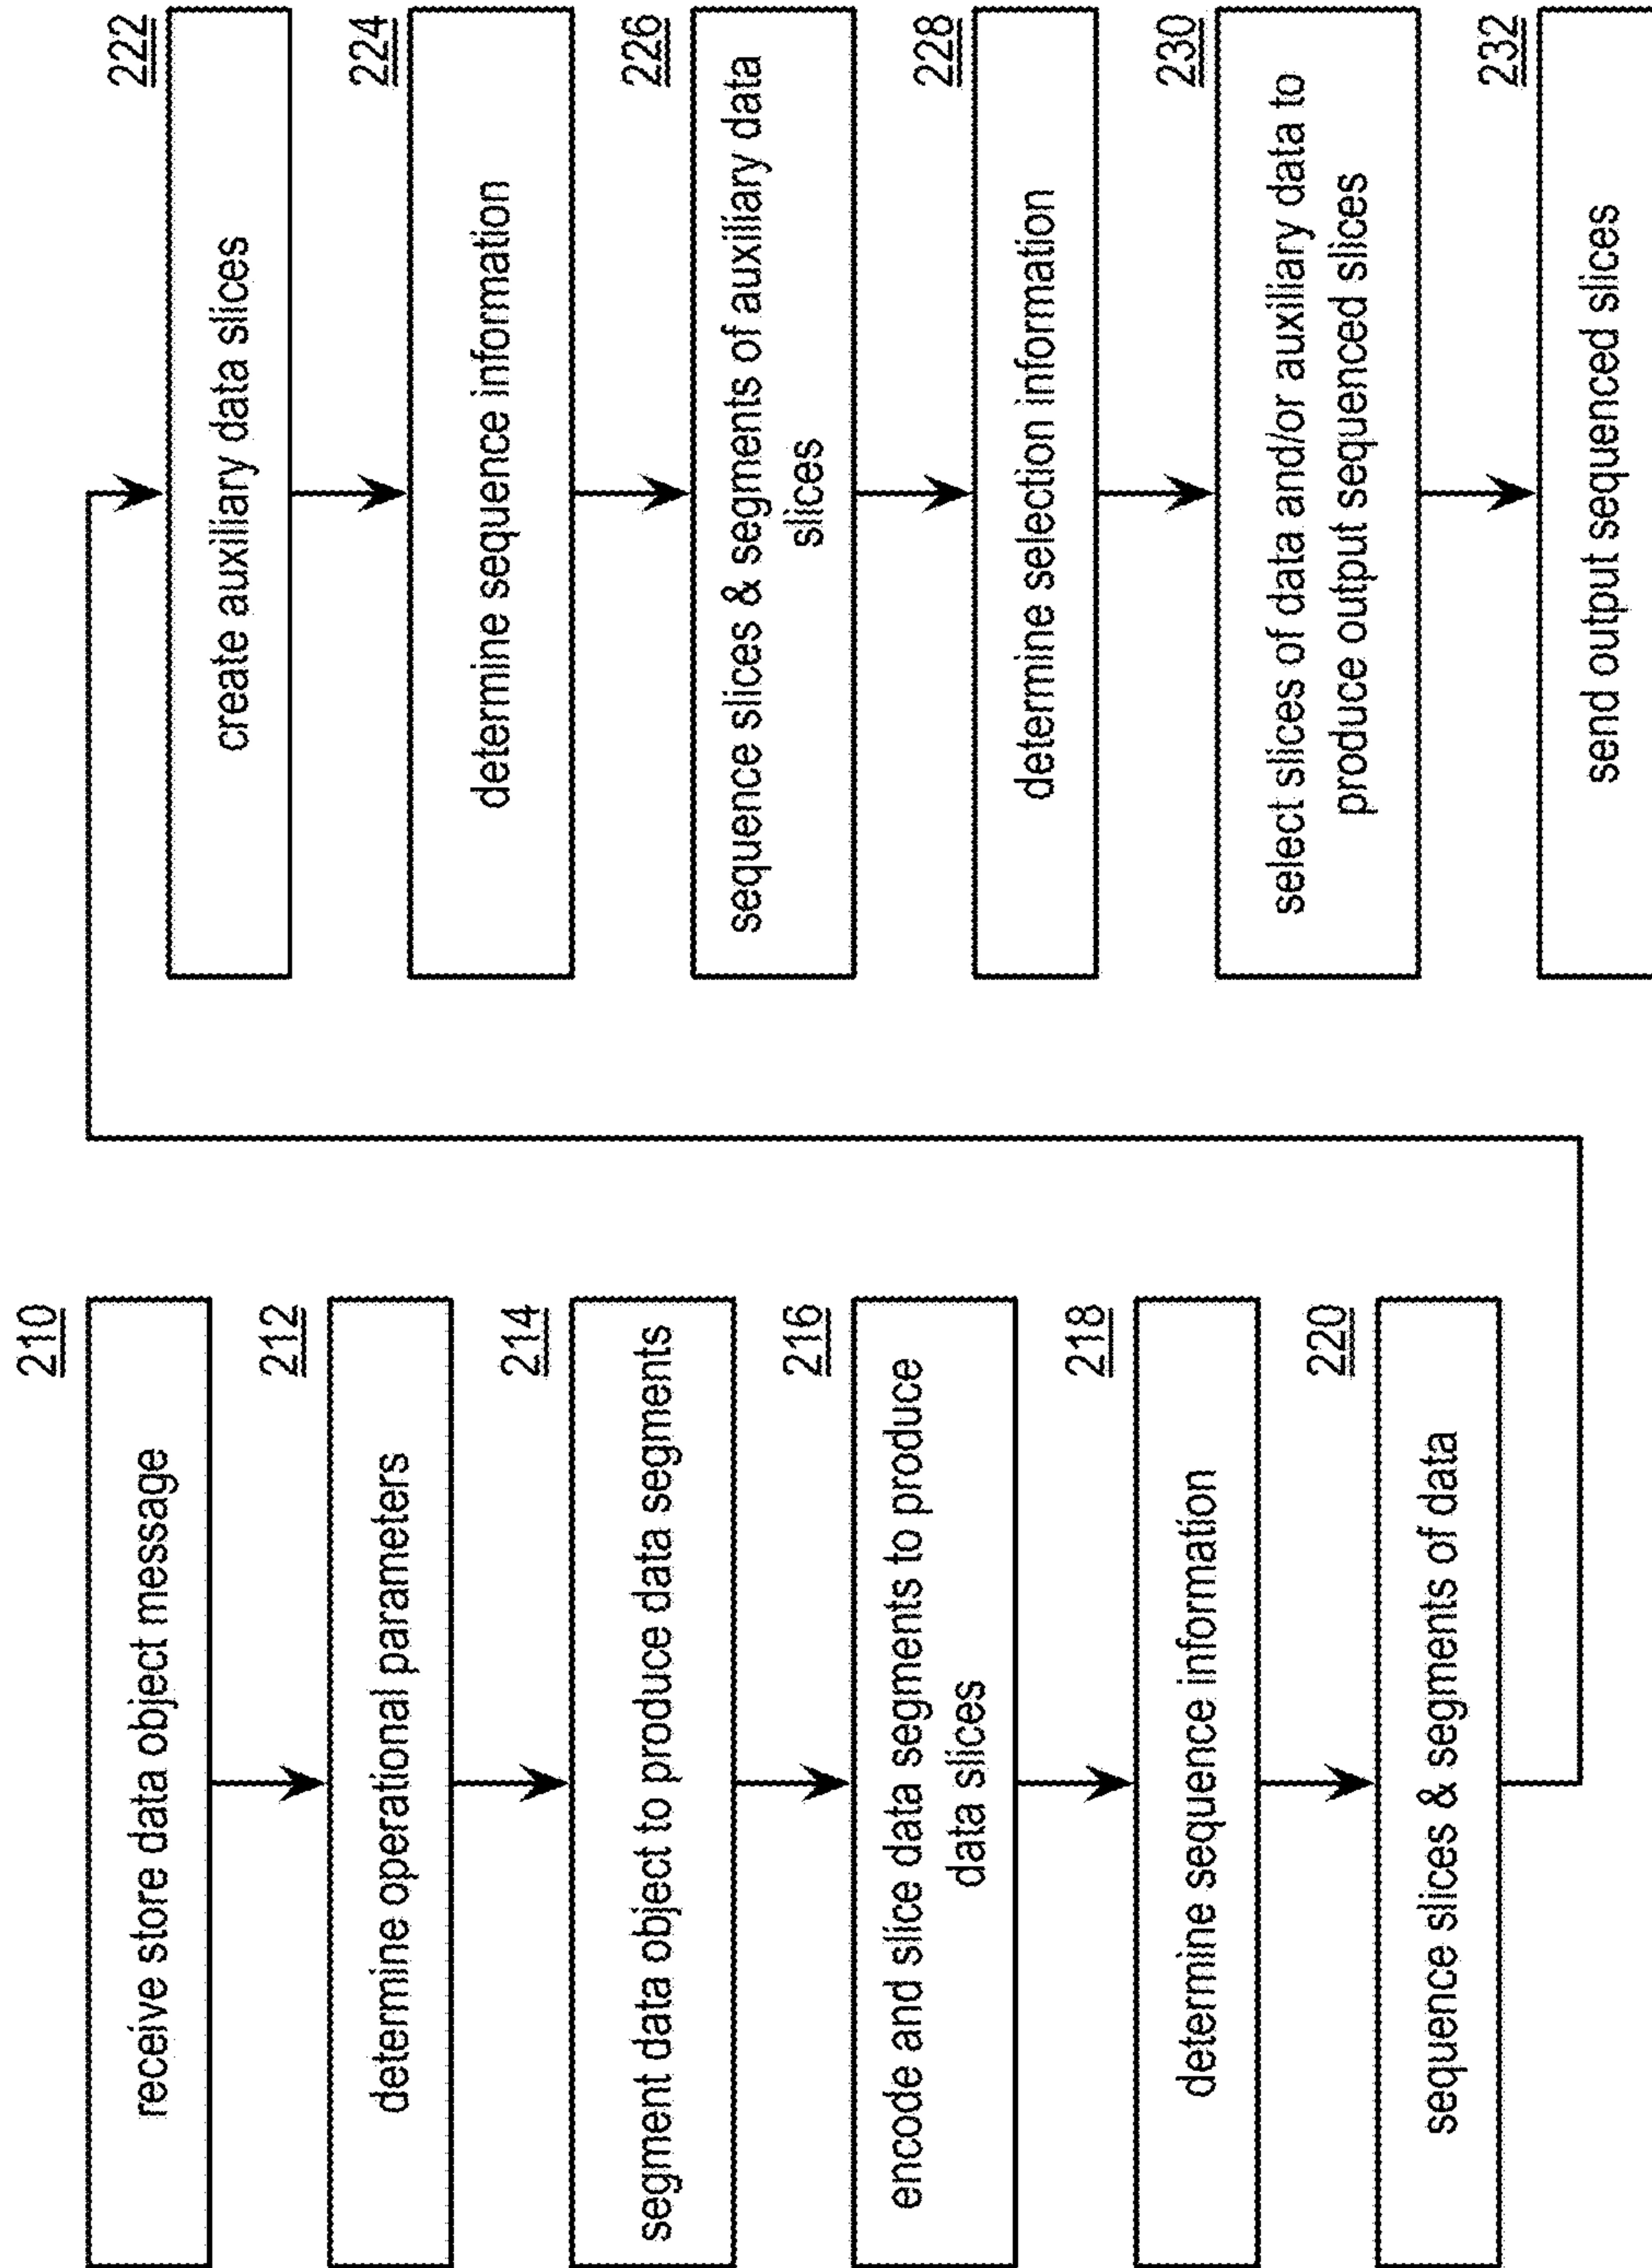 210
receive store data object message
212
determine operational parameters
214
segment data object to produce data segments
216
encode and slice data segments to produce
data slices
218
determine sequence information
220
sequence slices & segments of data
222
create auxiliary data slices
224
determine sequence information
226
sequence slices & segments of auxiliary data
slices
228
determine selection information
230
select slices of data and/or auxiliary data to
produce output sequenced slices
232
send output sequenced slices